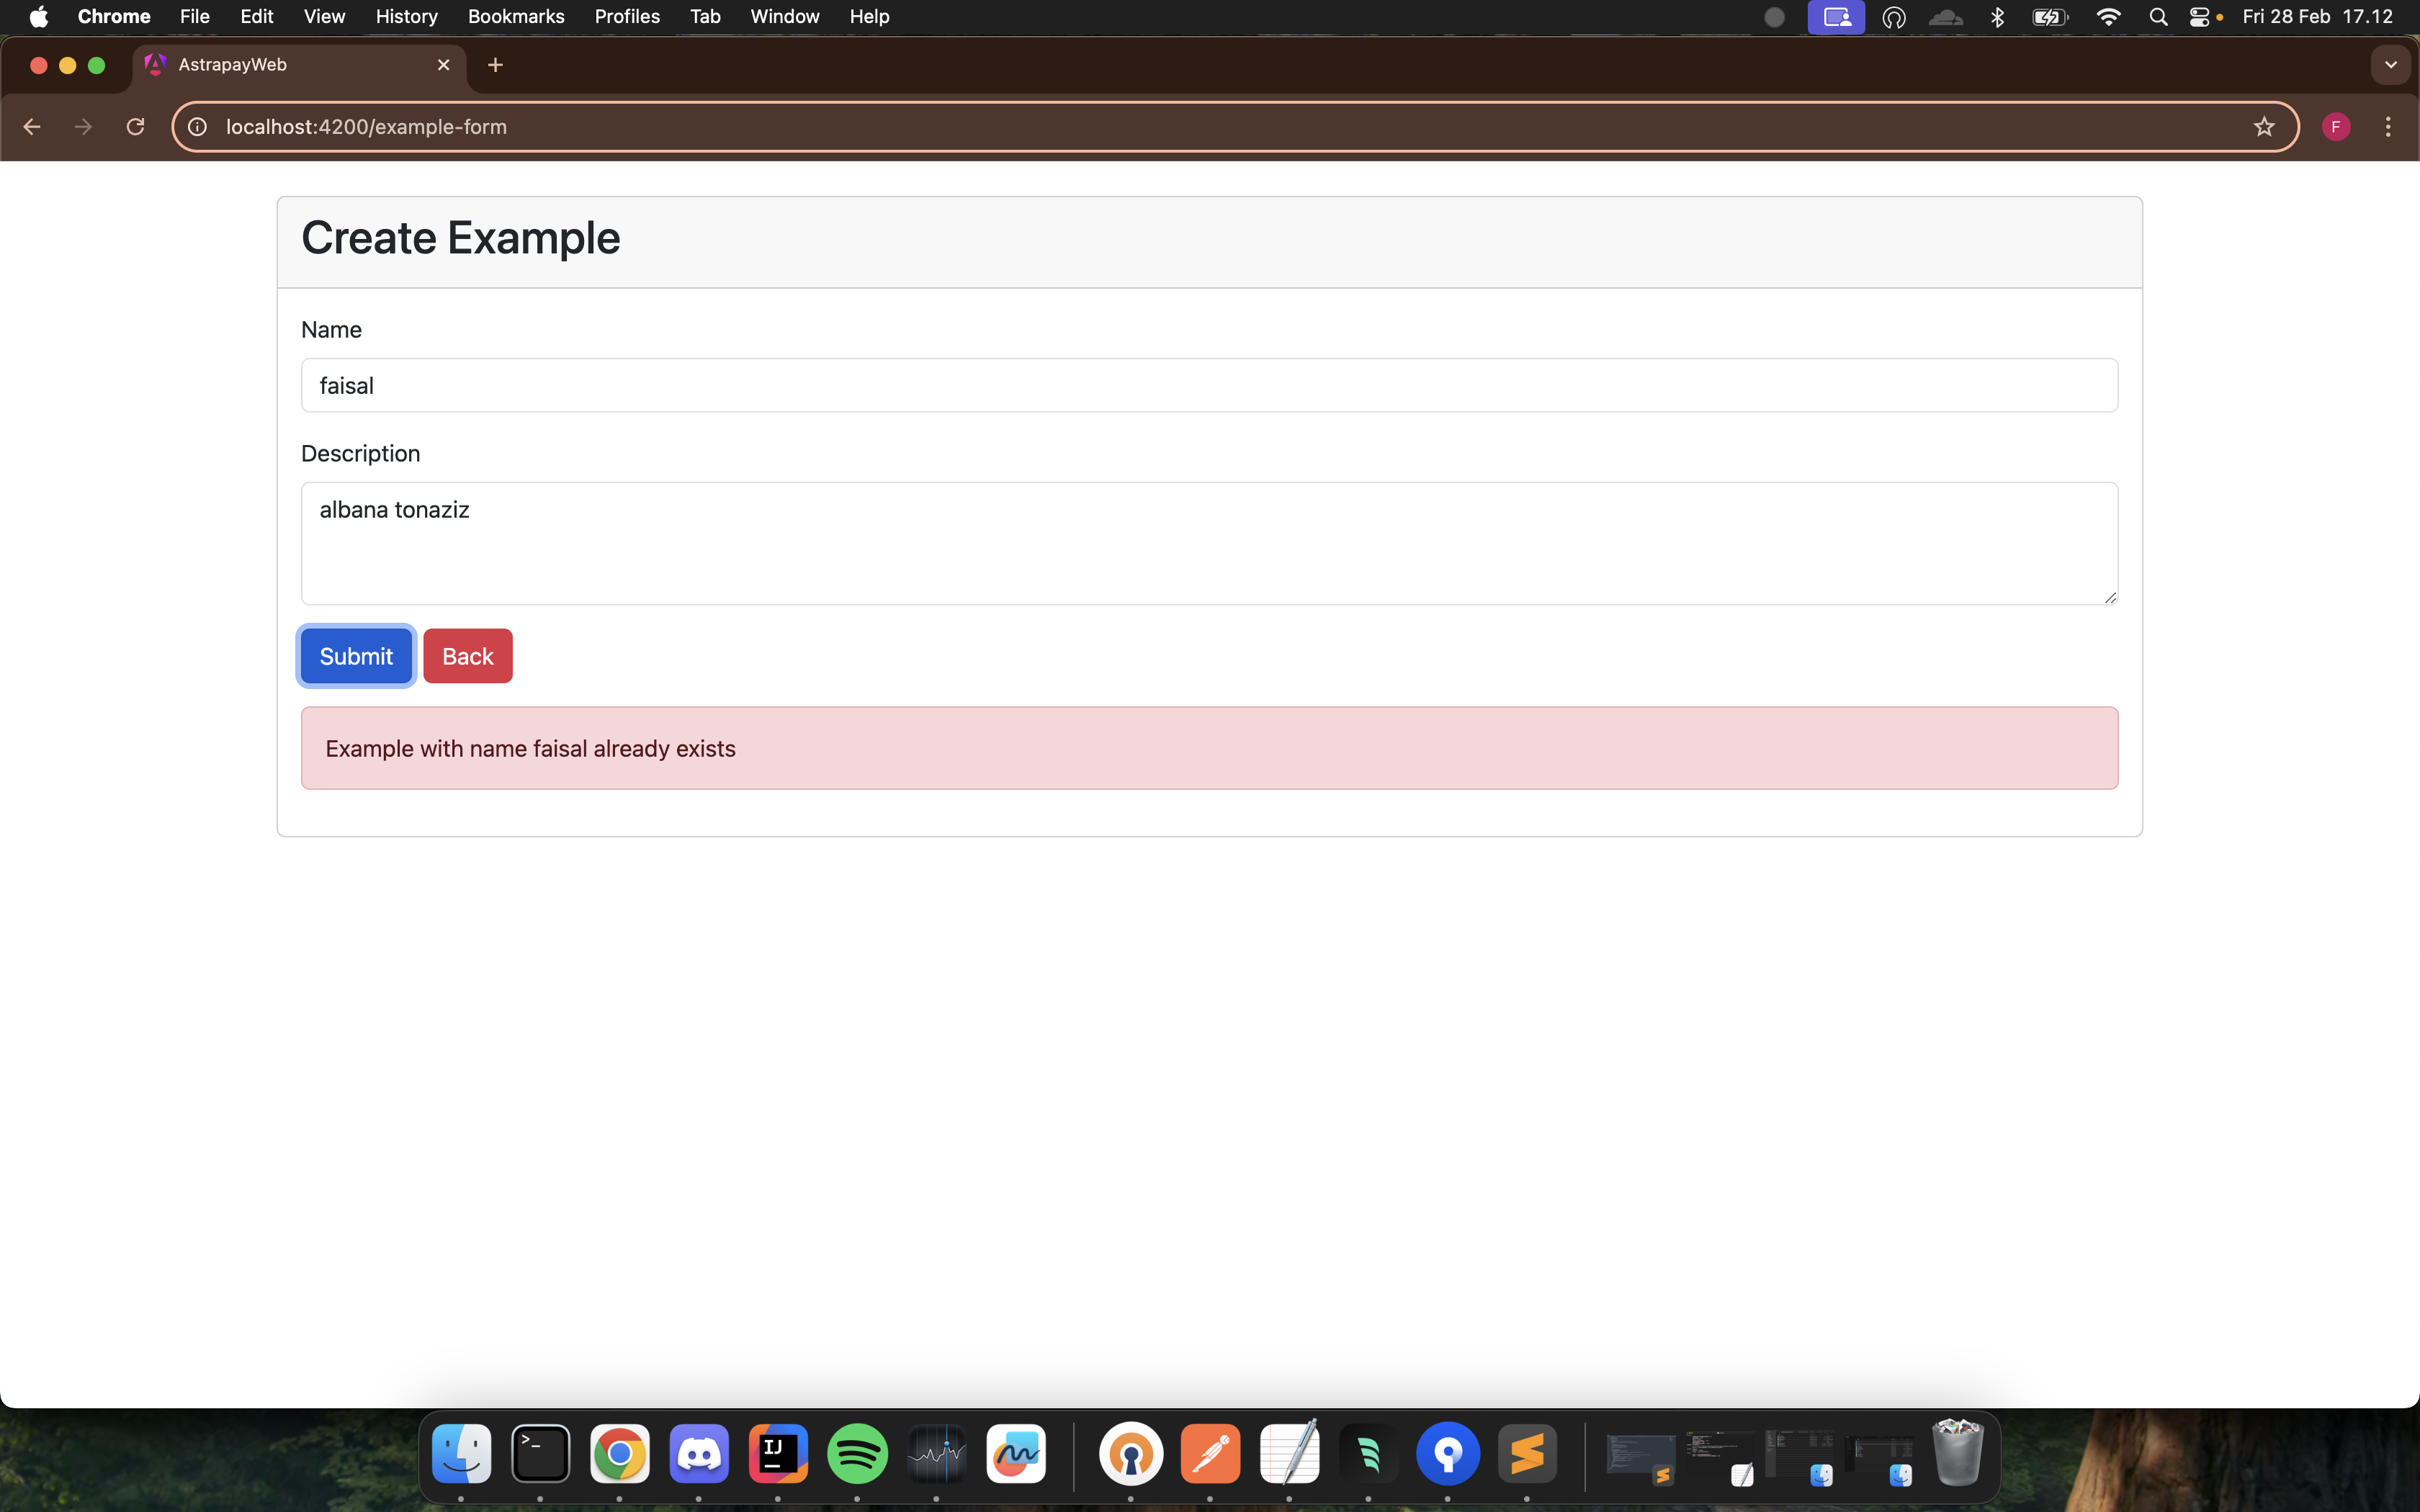 Chrome File Edit View History Bookmarks Profiles Tab Window Help Fri 28 Feb 17.12
AstrapayWeb
localhost:4200/example-form F
Create Example
Name
faisal
Description
albana tonaziz
Submit Back
Example with name faisal already exists
>_ IJ